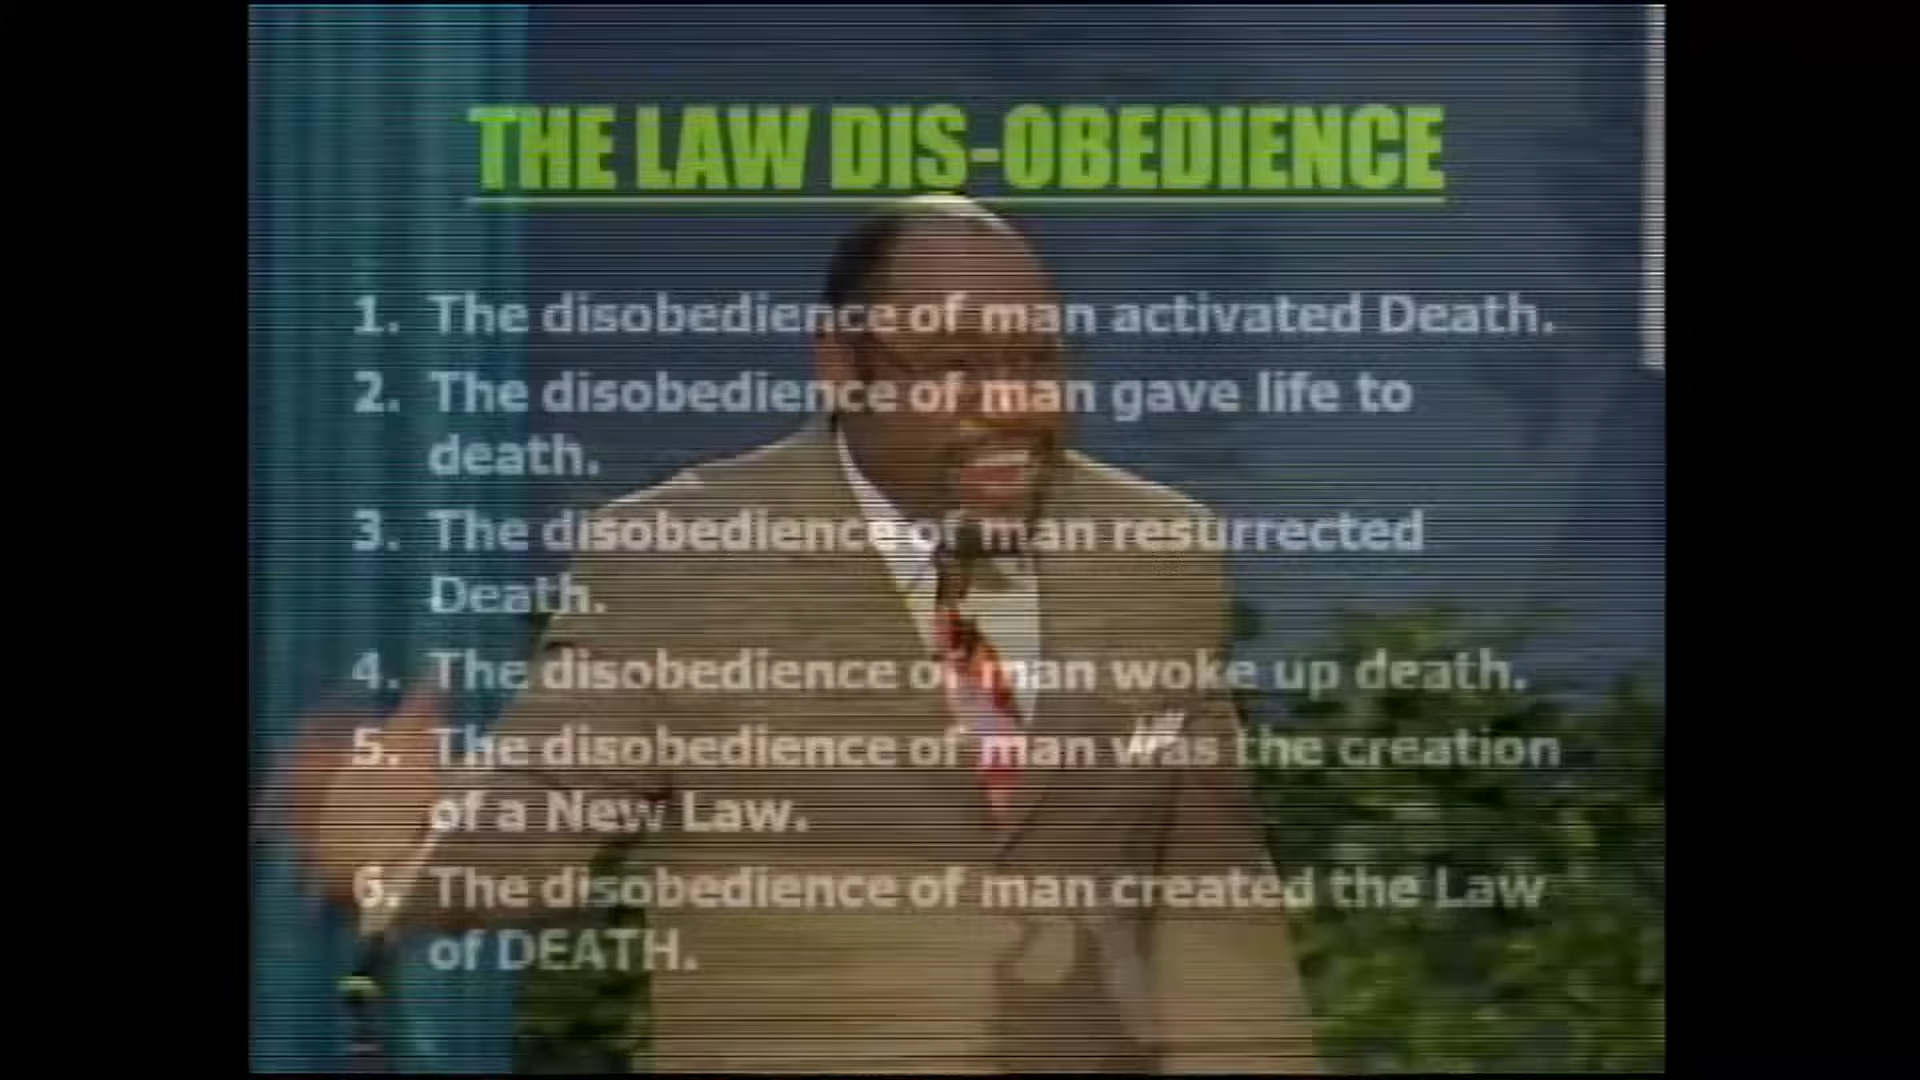 THE LAW DIS-OBEDIENCE
1. The disobedience of man activated Death.
2. The disobedience of man gave life to
death.
3. The disobedience of man resurrected
Death.
4. The disobedience of man woke up death.
5. The disobedience of man was the creation
of a New Law.
6. The disobedience of man created the Law
of DEATH.